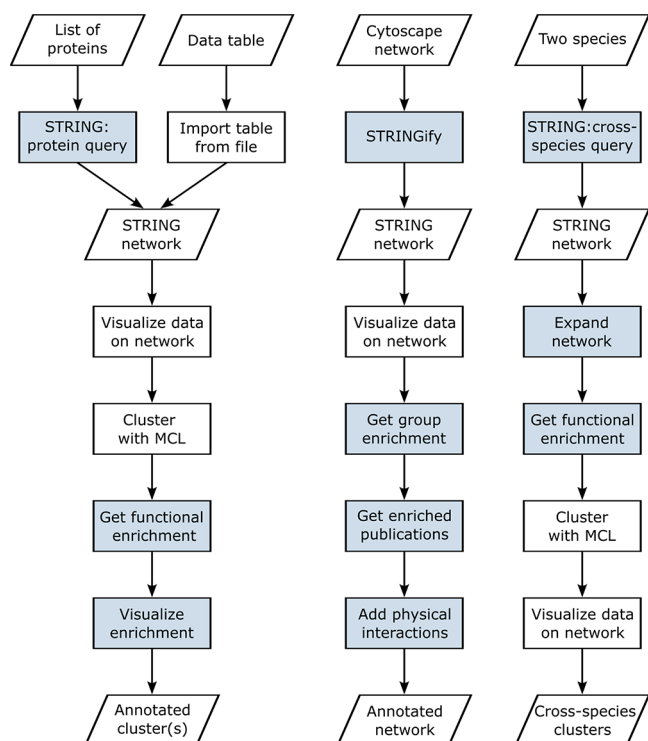 List of
proteins
Data table
STRING:
protein query
Import table
from file
STRING
network
Visualize data
on network
Cluster
with MCL
Get functional
enrichment
Visualize
enrichment
Annotated
cluster(s)
Cytoscape
network
STRINGify
STRING
network
Visualize data
on network
Get group
enrichment
Get enriched
publications
Add physical
interactions
Annotated
network
Two species
STRING:cross-
species query
STRING
network
Expand
network
Get functional
enrichment
Cluster
with MCL
Visualize data
on network
Cross-species
clusters